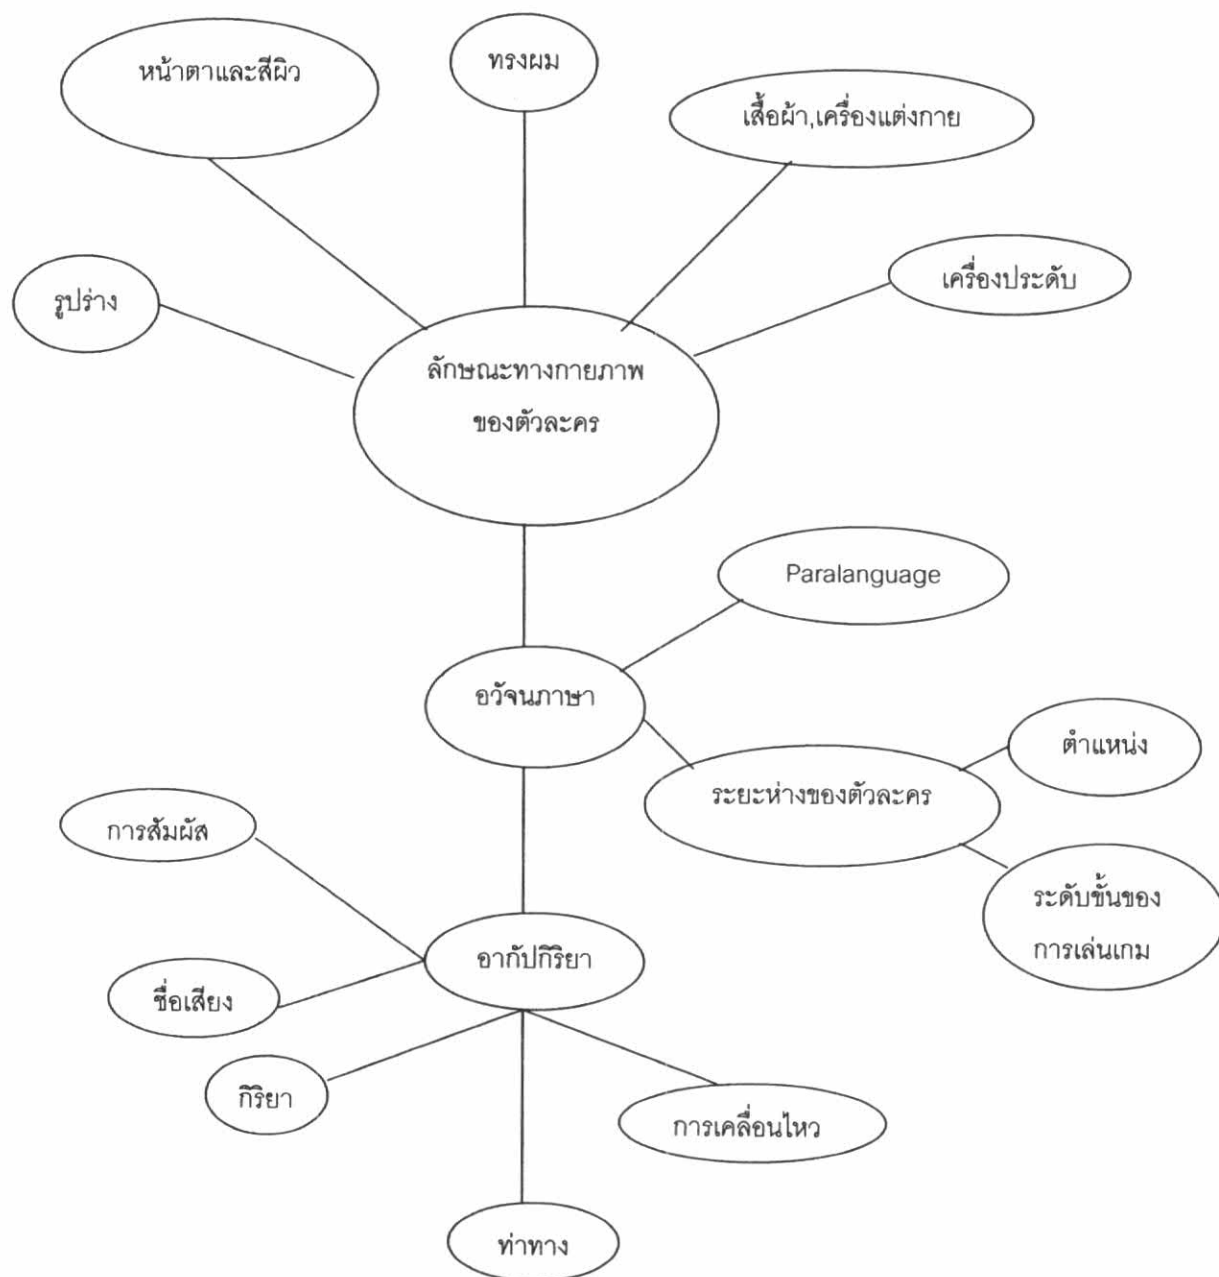 หน้าตาและสีผิว
ทรงผม
เสื้อผ้า,เครื่องแต่งกาย
รูปร่าง
เครื่องประดับ
ลักษณะทางกายภาพ
ของตัวละคร
Paralanguage
อวัจนภาษา
ตำแหน่ง
ระยะห่างของตัวละคร
การสัมผัส
ระดับขั้นของ
การเล่นเกม
อากัปกิริยา
ชื่อเสียง
กิริยา
การเคลื่อนไหว
ท่าทาง